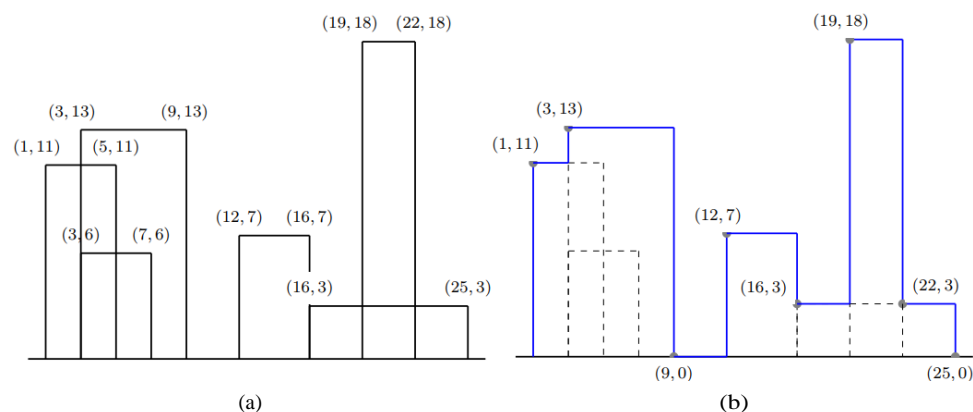 (19, 18) (22, 18)
(3, 13) (9, 13)
(1, 11) (5, 11)
(3, 6) (7, 6)
(12, 7) (16, 7)
(16, 3) (25, 3)
(a)
(19, 18)
(3, 13)
(1, 11)
(12, 7)
(16, 3) (22, 3)
(9, 0) (25, 0)
(b)